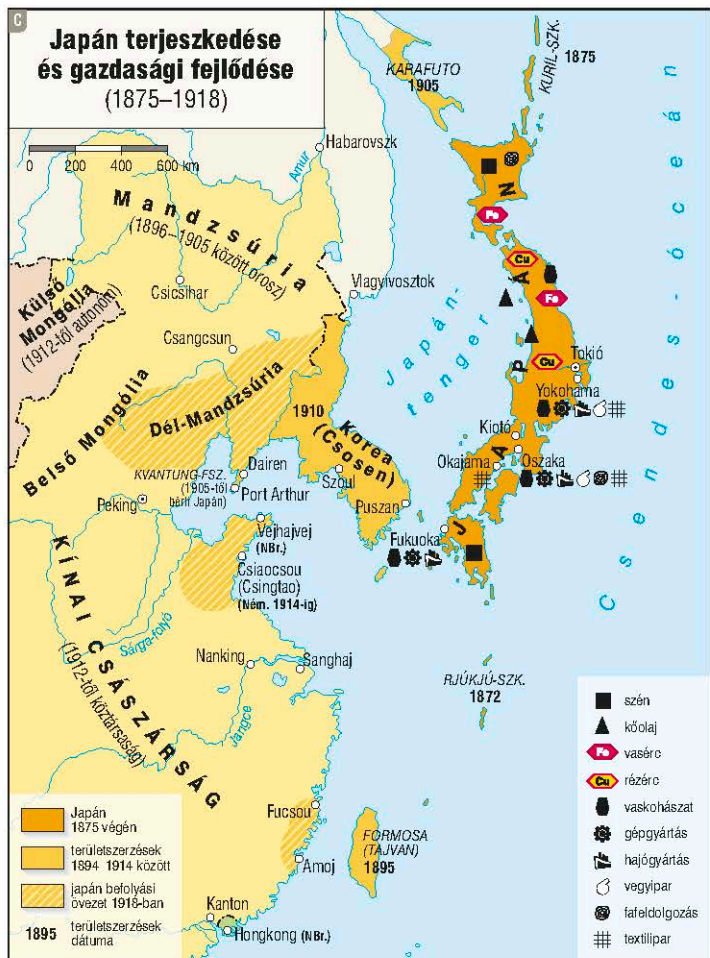 C
Japán terjeszkedése
és gazdasági fejlődése
(1875–1918)
0 200 400 600 km
KARAFUTO
1905
KURIL-SZK.
1875
Habarovszk
Amur
Mandzsúria
(1896–1905 között orosz)
Külső
Mongólia
(1912-től autonóm)
Csicsihar
Vlagyivosztok
Csangcsun
Japán-
tenger
Csendes-óceán
JAPÁN
Fe
Cu
Fe
Cu
Tokió
Yokohama
Dél-Mandzsúria
Belső Mongólia
1910
Korea
(Csoson)
Kiotó
Okajama
Oszaka
KVANTUNG-FSZ.
(1905-től
bérli Japán)
Dairen
Port Arthur
Szöul
Puszan
Peking
Fukuoka
Vejhajvej
(NBr.)
Csiaocsou
(Csingtao)
(Ném. 1914-ig)
KÍNAI CSÁSZÁRSÁG
(1912-től köztársaság)
Sárga-folyó
Nanking
Sanghaj
Jangce
RJÚKJÚ-SZK.
1872
Fucsou
FORMOSA
(TAJVAN)
1895
Amoj
Kanton
Hongkong (NBr.)
Japán
1875 végén
területszerzések
1894 1914 között
japán befolyási
övezet 1918-ban
1895 területszerzések
dátuma
szén
kőolaj
Fe vasérc
Cu rézérc
vaskohászat
gépgyártás
hajógyártás
vegyipar
fafeldolgozás
textilipar